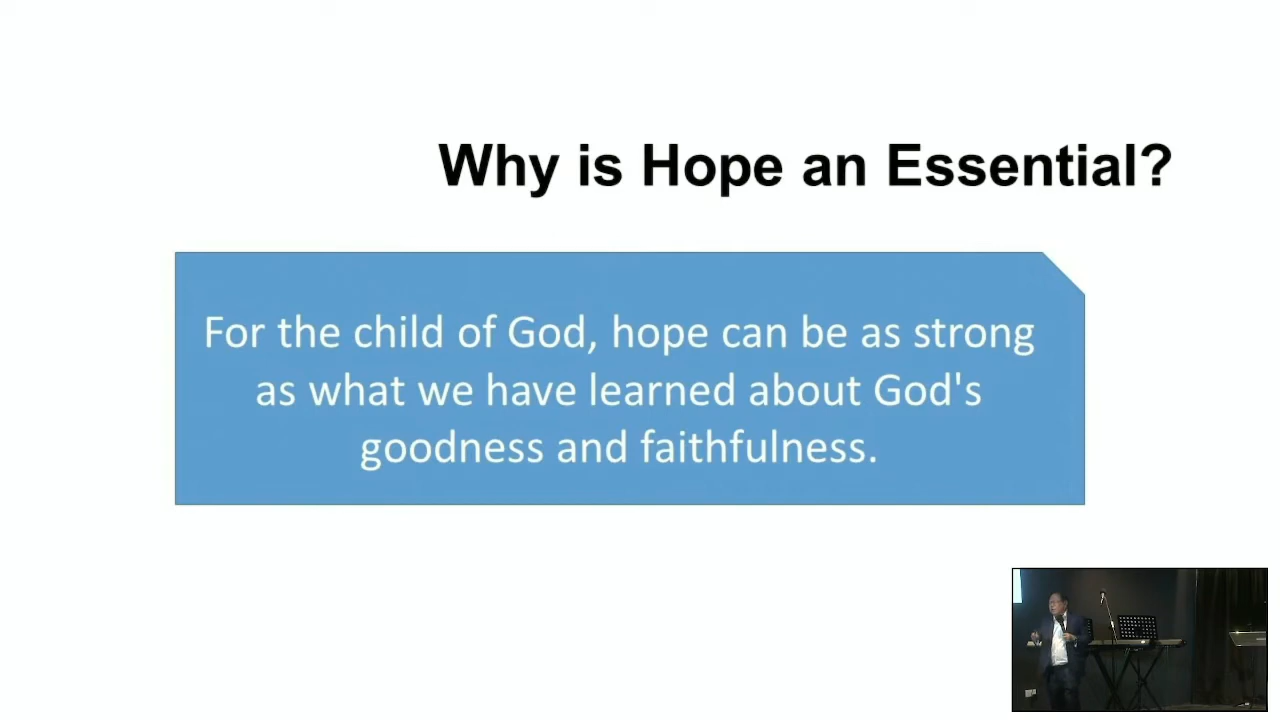 Why is Hope an Essential?
For the child of God, hope can be as strong
as what we have learned about God's
goodness and faithfulness.